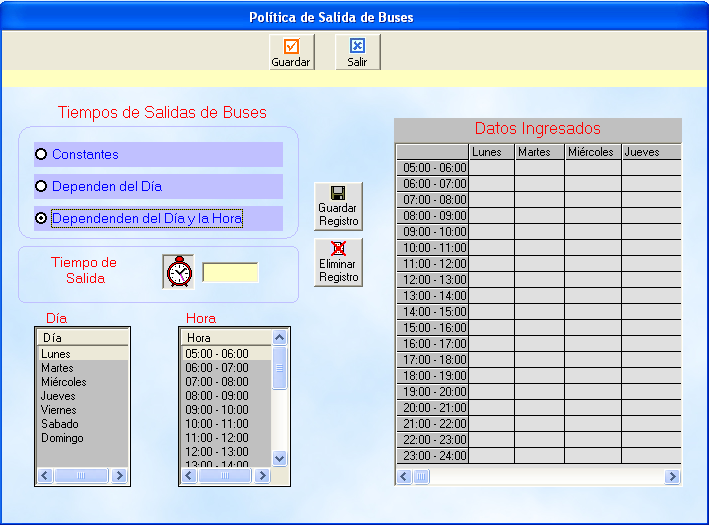 Política de Salida de Buses
Guardar
Salir
Tiempos de Salidas de Buses
Constantes
Dependen del Día
Dependenden del Día y la Hora
Tiempo de
Salida
Guardar
Registro
Eliminar
Registro
Día
Día
Lunes
Martes
Miércoles
Jueves
Viernes
Sabado
Domingo
Hora
Hora
05:00 - 06:00
06:00 - 07:00
07:00 - 08:00
08:00 - 09:00
09:00 - 10:00
10:00 - 11:00
11:00 - 12:00
12:00 - 13:00
13:00 - 14:00
Datos Ingresados
Lunes Martes Miércoles Jueves
05:00 - 06:00
06:00 - 07:00
07:00 - 08:00
08:00 - 09:00
09:00 - 10:00
10:00 - 11:00
11:00 - 12:00
12:00 - 13:00
13:00 - 14:00
14:00 - 15:00
15:00 - 16:00
16:00 - 17:00
17:00 - 18:00
18:00 - 19:00
19:00 - 20:00
20:00 - 21:00
21:00 - 22:00
22:00 - 23:00
23:00 - 24:00